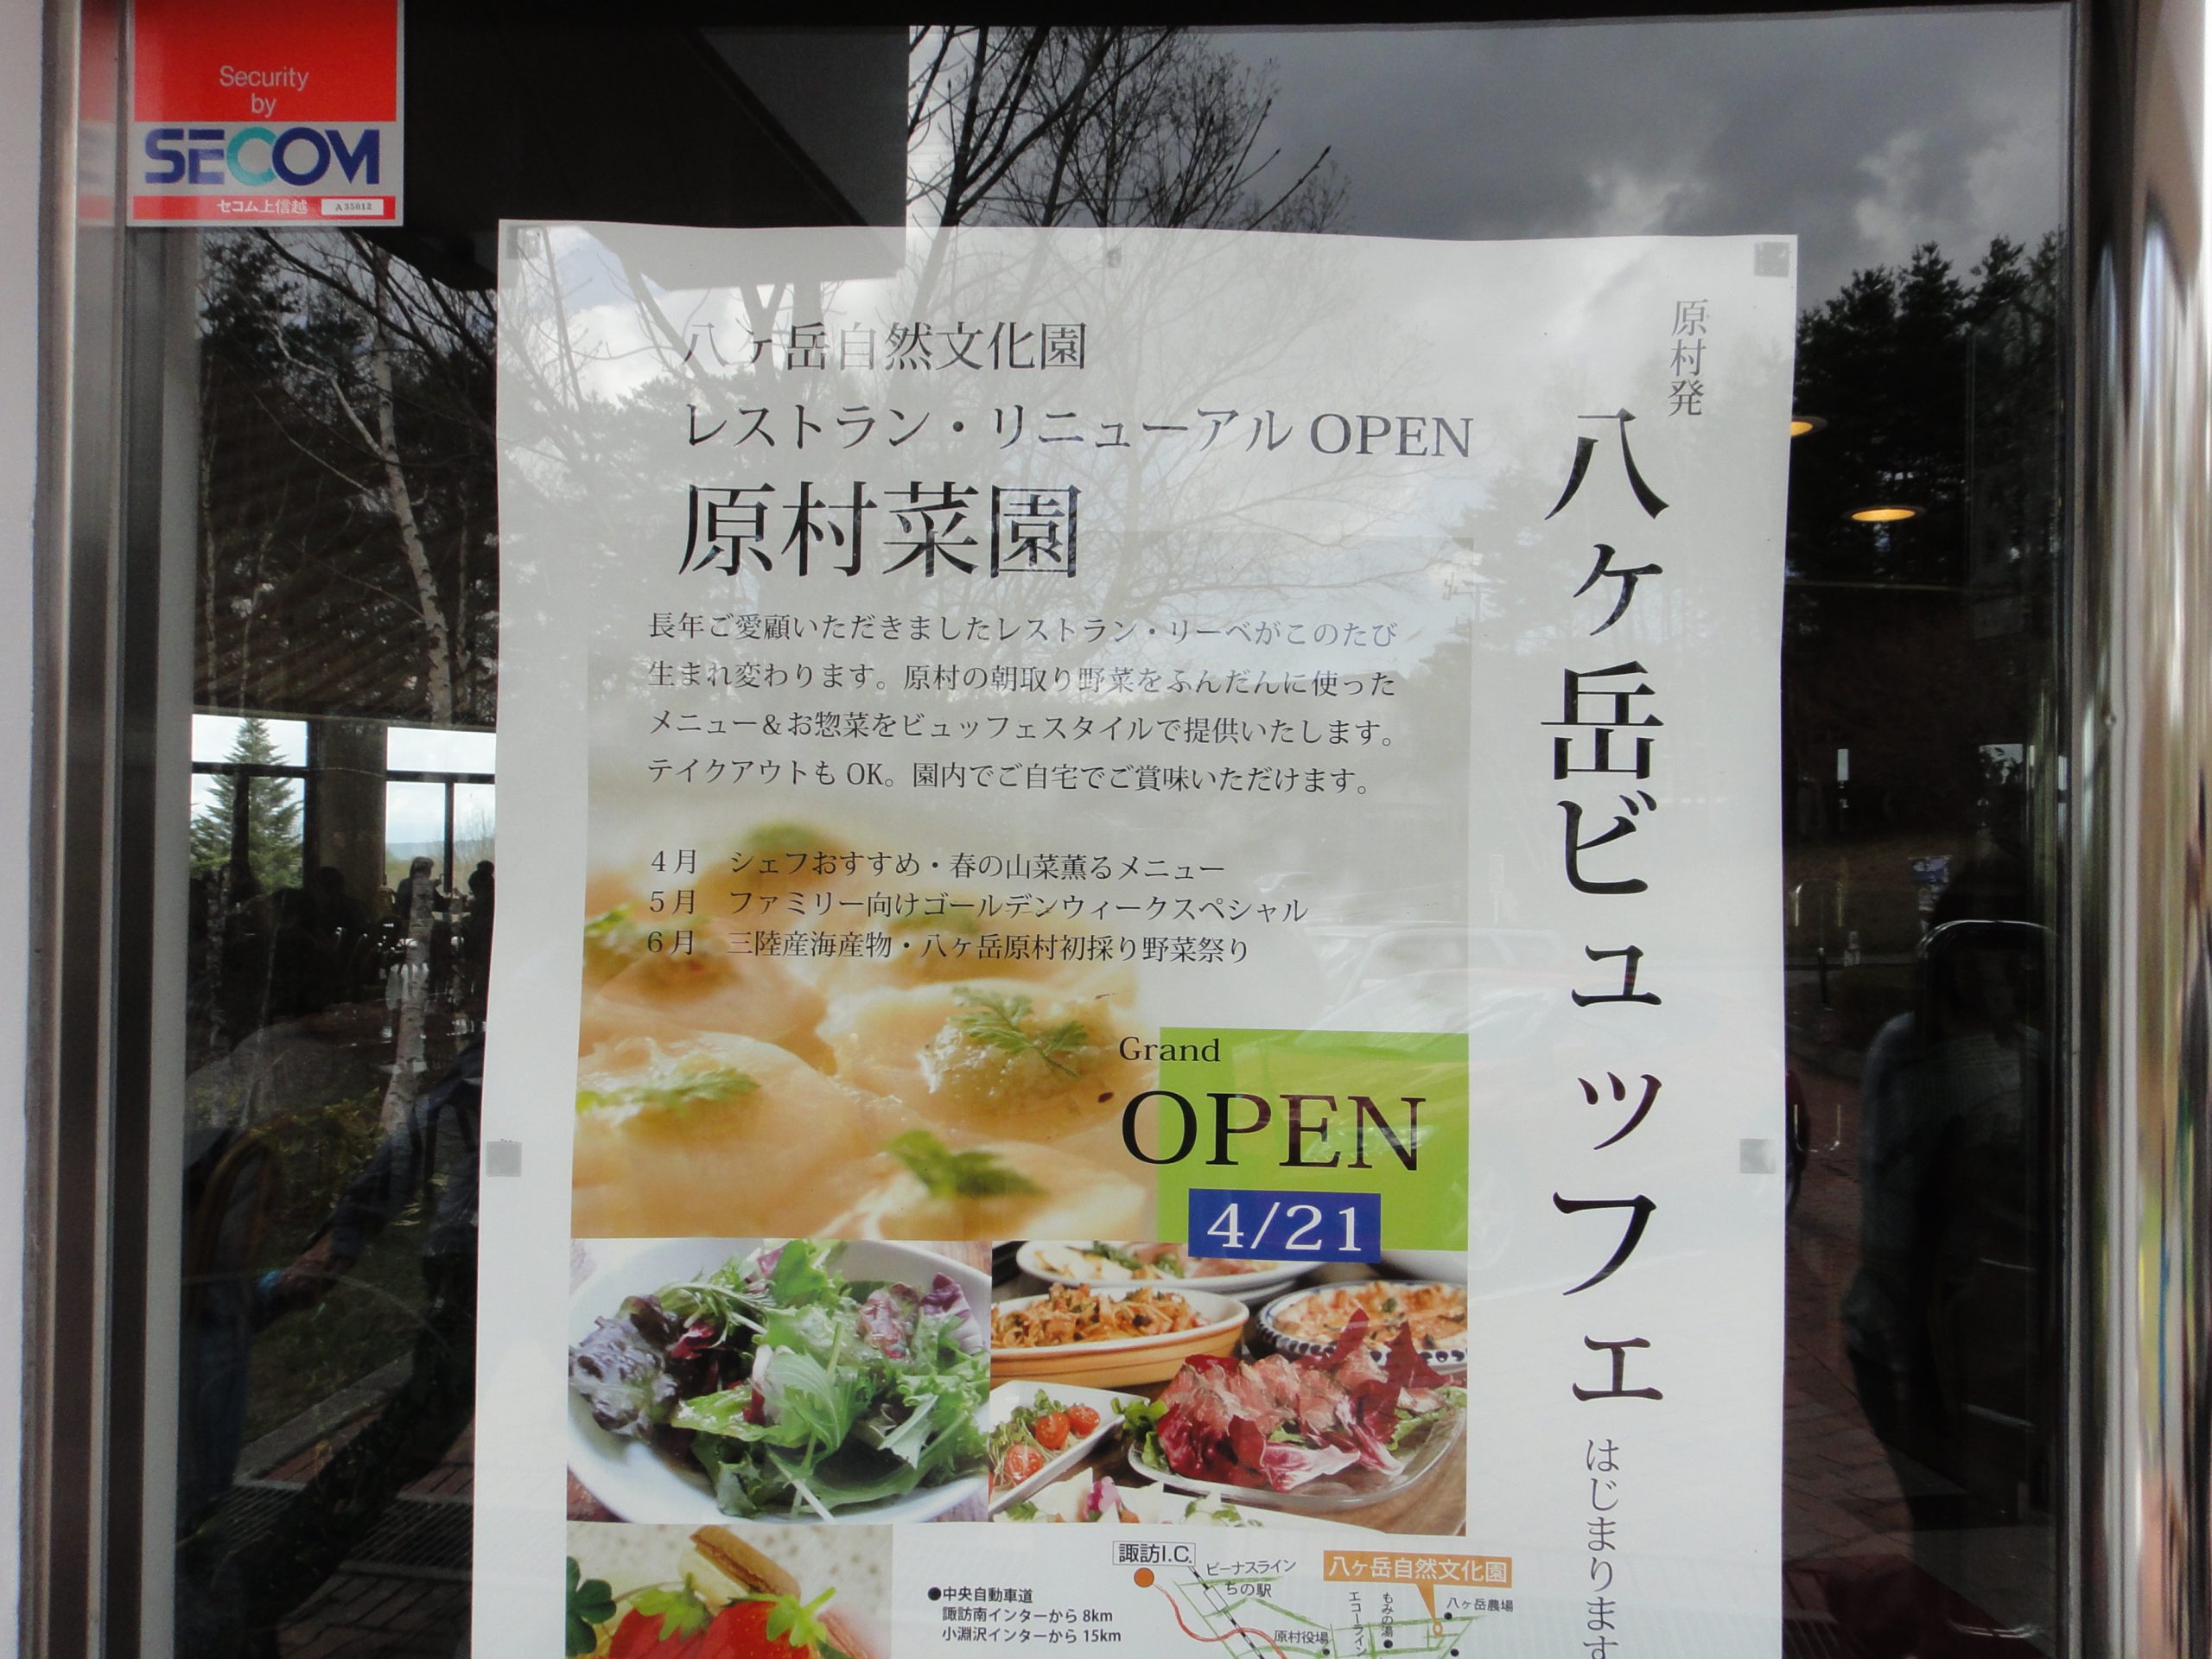 Security
by
SECOM
セコム上信越 A35012
原村発
八ヶ岳ビュッフェ はじまります
八ヶ岳自然文化園
レストラン・リニューアル OPEN
原村菜園
長年ご愛顧いただきましたレストラン・リーベがこのたび
生まれ変わります。原村の朝取り野菜をふんだんに使った
メニュー＆お惣菜をビュッフェスタイルで提供いたします。
テイクアウトも OK。園内でご自宅でご賞味いただけます。
４月 シェフおすすめ・春の山菜薫るメニュー
５月 ファミリー向けゴールデンウィークスペシャル
６月 三陸産海産物・八ヶ岳原村初採り野菜祭り
Grand
OPEN
4/21
●中央自動車道
諏訪南インターから 8km
小淵沢インターから 15km
諏訪I.C.
ビーナスライン
ちの駅
八ヶ岳自然文化園
エコーライン
もみの湯
八ヶ岳農場
原村役場